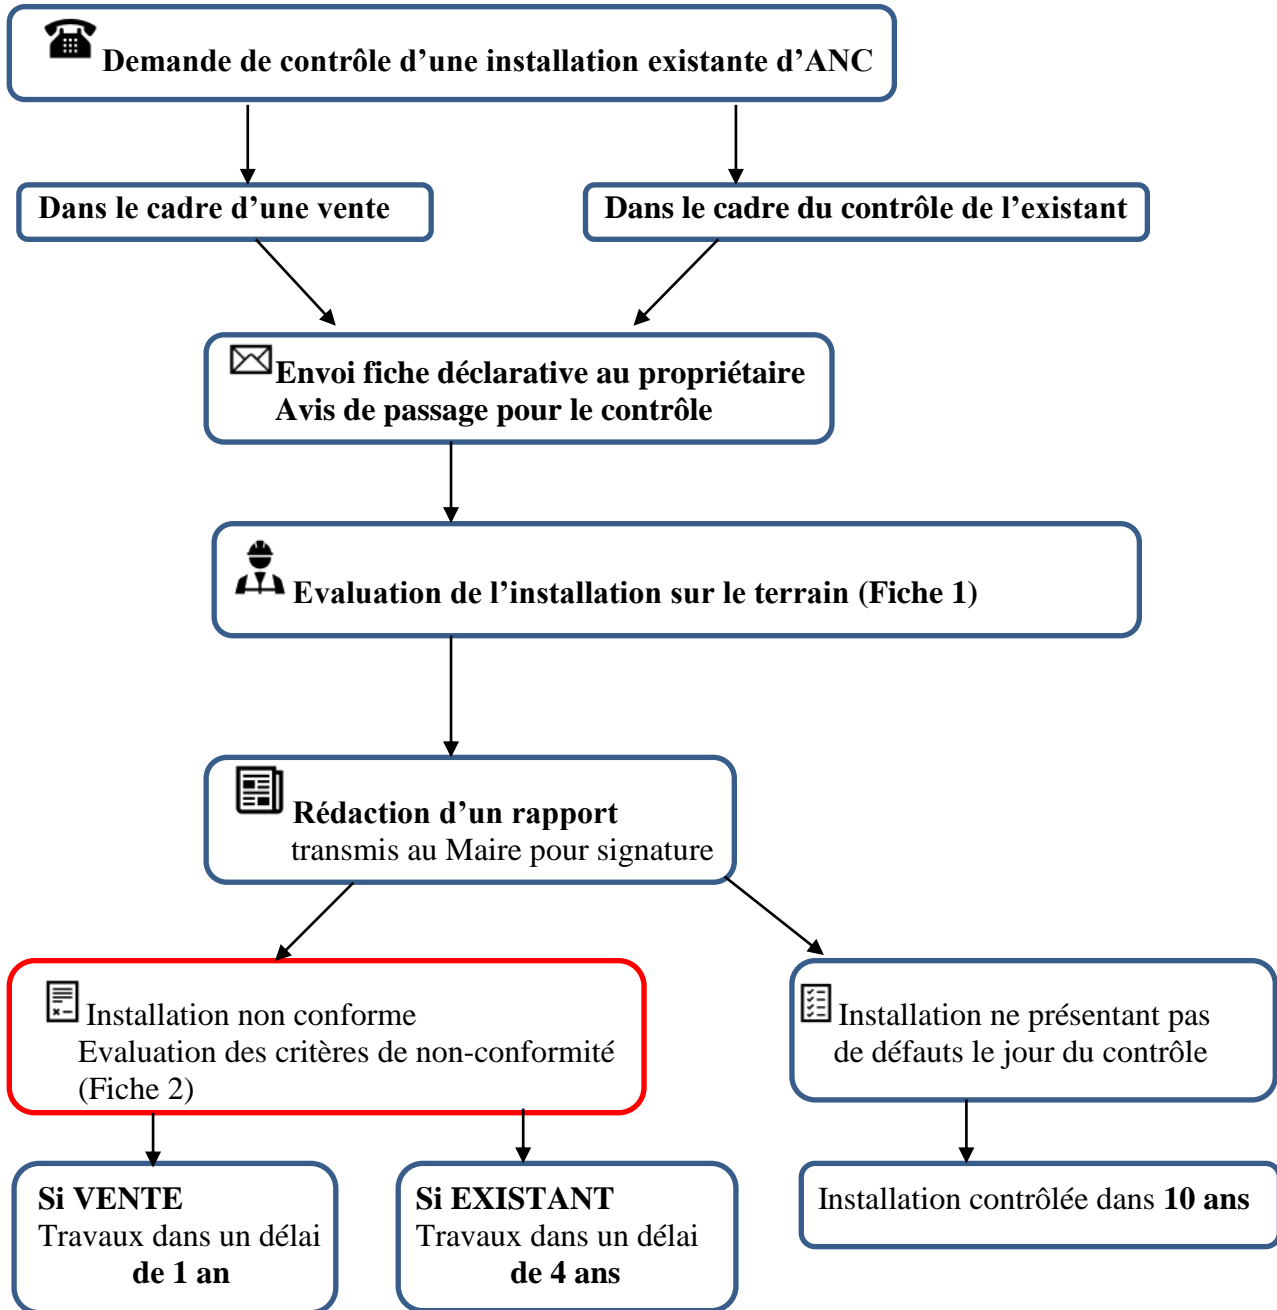 Demande de contrôle d’une installation existante d’ANC
Dans le cadre d’une vente
Dans le cadre du contrôle de l’existant
Envoi fiche déclarative au propriétaire
Avis de passage pour le contrôle
Evaluation de l’installation sur le terrain (Fiche 1)
Rédaction d’un rapport
transmis au Maire pour signature
Installation non conforme
Evaluation des critères de non-conformité
(Fiche 2)
Installation ne présentant pas
de défauts le jour du contrôle
Si VENTE
Travaux dans un délai
de 1 an
Si EXISTANT
Travaux dans un délai
de 4 ans
Installation contrôlée dans 10 ans